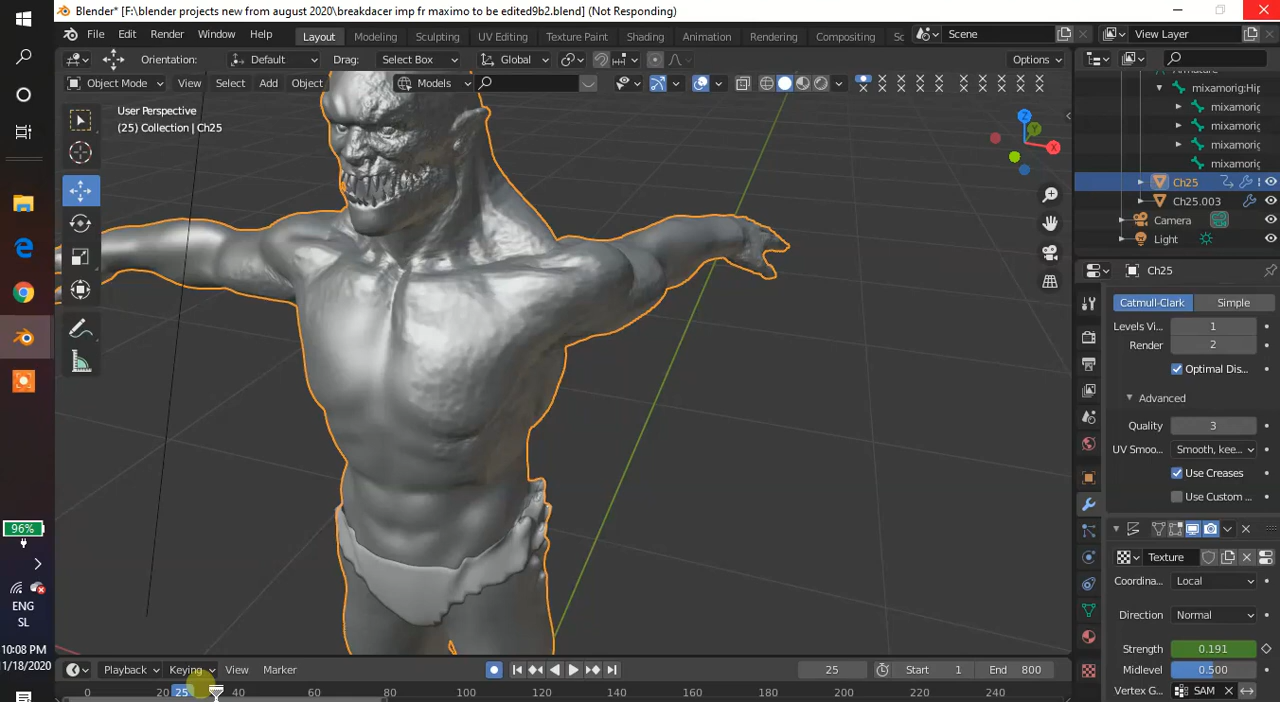 Blender* [F:\blender projects new from august 2020\breakdacer imp fr maximo to be edited9b2.blend] (Not Responding)
File Edit Render Window Help Layout Modeling Sculpting UV Editing Texture Paint Shading Animation Rendering Compositing Sc Scene View Layer
Orientation: Default Drag: Select Box Global Options
Object Mode View Select Add Object Models
User Perspective
(25) Collection | Ch25
Z
Y
X
mixamorig:Hip
mixamorig
mixamorig
mixamorig
mixamorig
Ch25
Ch25.003
Camera
Light
Ch25
Catmull-Clark Simple
Levels Vi... 1
Render 2
Optimal Dis...
Advanced
Quality 3
UV Smoo... Smooth, kee...
Use Creases
Use Custom ...
Texture
Coordina... Local
Direction Normal
Strength 0.191
Midlevel 0.500
Vertex G... SAM
96%
ENG
SL
10:08 PM
11/18/2020
Playback Keying View Marker 25 Start 1 End 800
0 20 25 40 60 80 100 120 140 160 180 200 220 240